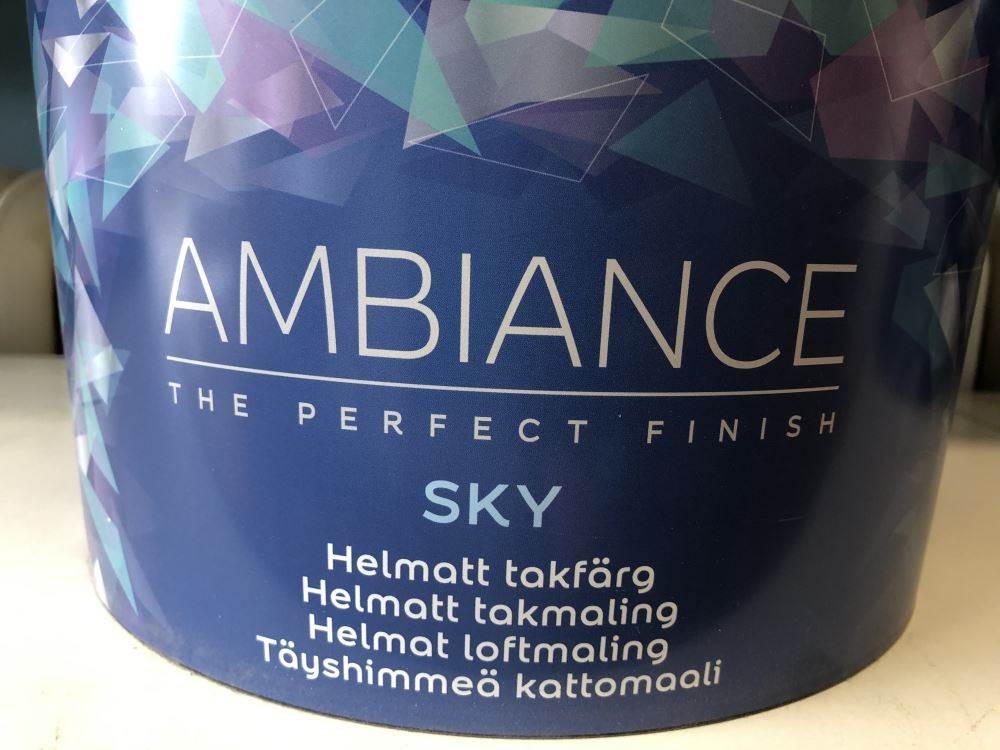 AMBIANCE
THE PERFECT FINISH
SKY
Helmatt takfärg
Helmatt takmaling
Helmat loftmaling
Täyshimmeä kattomaali